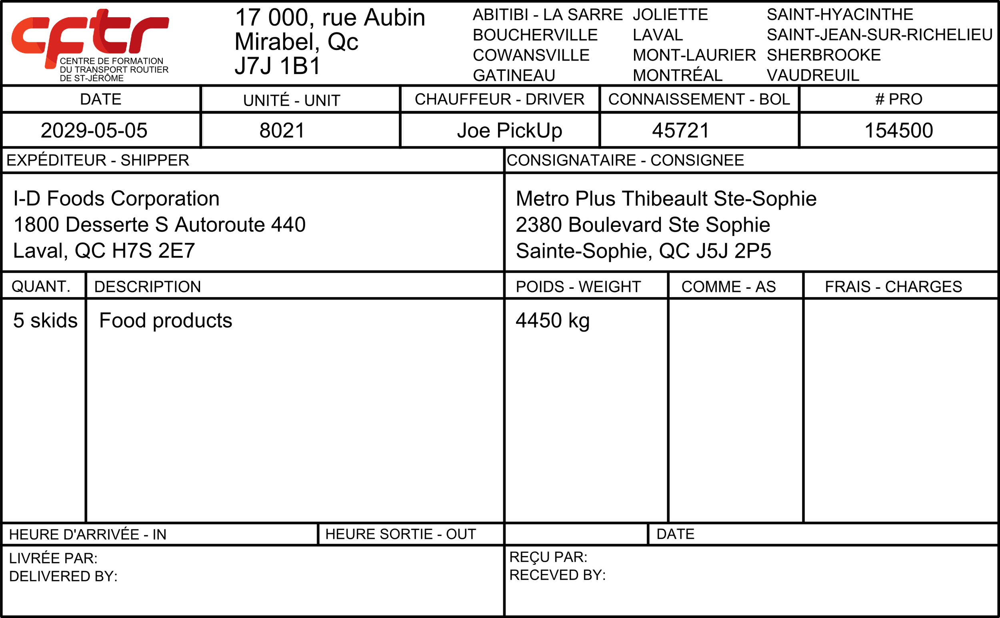 cftr
CENTRE DE FORMATION
DU TRANSPORT ROUTIER
DE ST-JÉRÔME
17 000, rue Aubin
Mirabel, Qc
J7J 1B1
ABITIBI - LA SARRE JOLIETTE SAINT-HYACINTHE
BOUCHERVILLE LAVAL SAINT-JEAN-SUR-RICHELIEU
COWANSVILLE MONT-LAURIER SHERBROOKE
GATINEAU MONTRÉAL VAUDREUIL
DATE UNITÉ - UNIT CHAUFFEUR - DRIVER CONNAISSEMENT - BOL # PRO
2029-05-05 8021 Joe PickUp 45721 154500
EXPÉDITEUR - SHIPPER CONSIGNATAIRE - CONSIGNEE
I-D Foods Corporation
1800 Desserte S Autoroute 440
Laval, QC H7S 2E7
Metro Plus Thibeault Ste-Sophie
2380 Boulevard Ste Sophie
Sainte-Sophie, QC J5J 2P5
QUANT. DESCRIPTION POIDS - WEIGHT COMME - AS FRAIS - CHARGES
5 skids Food products 4450 kg
HEURE D'ARRIVÉE - IN HEURE SORTIE - OUT DATE
LIVRÉE PAR:
DELIVERED BY:
REÇU PAR:
RECEVED BY: